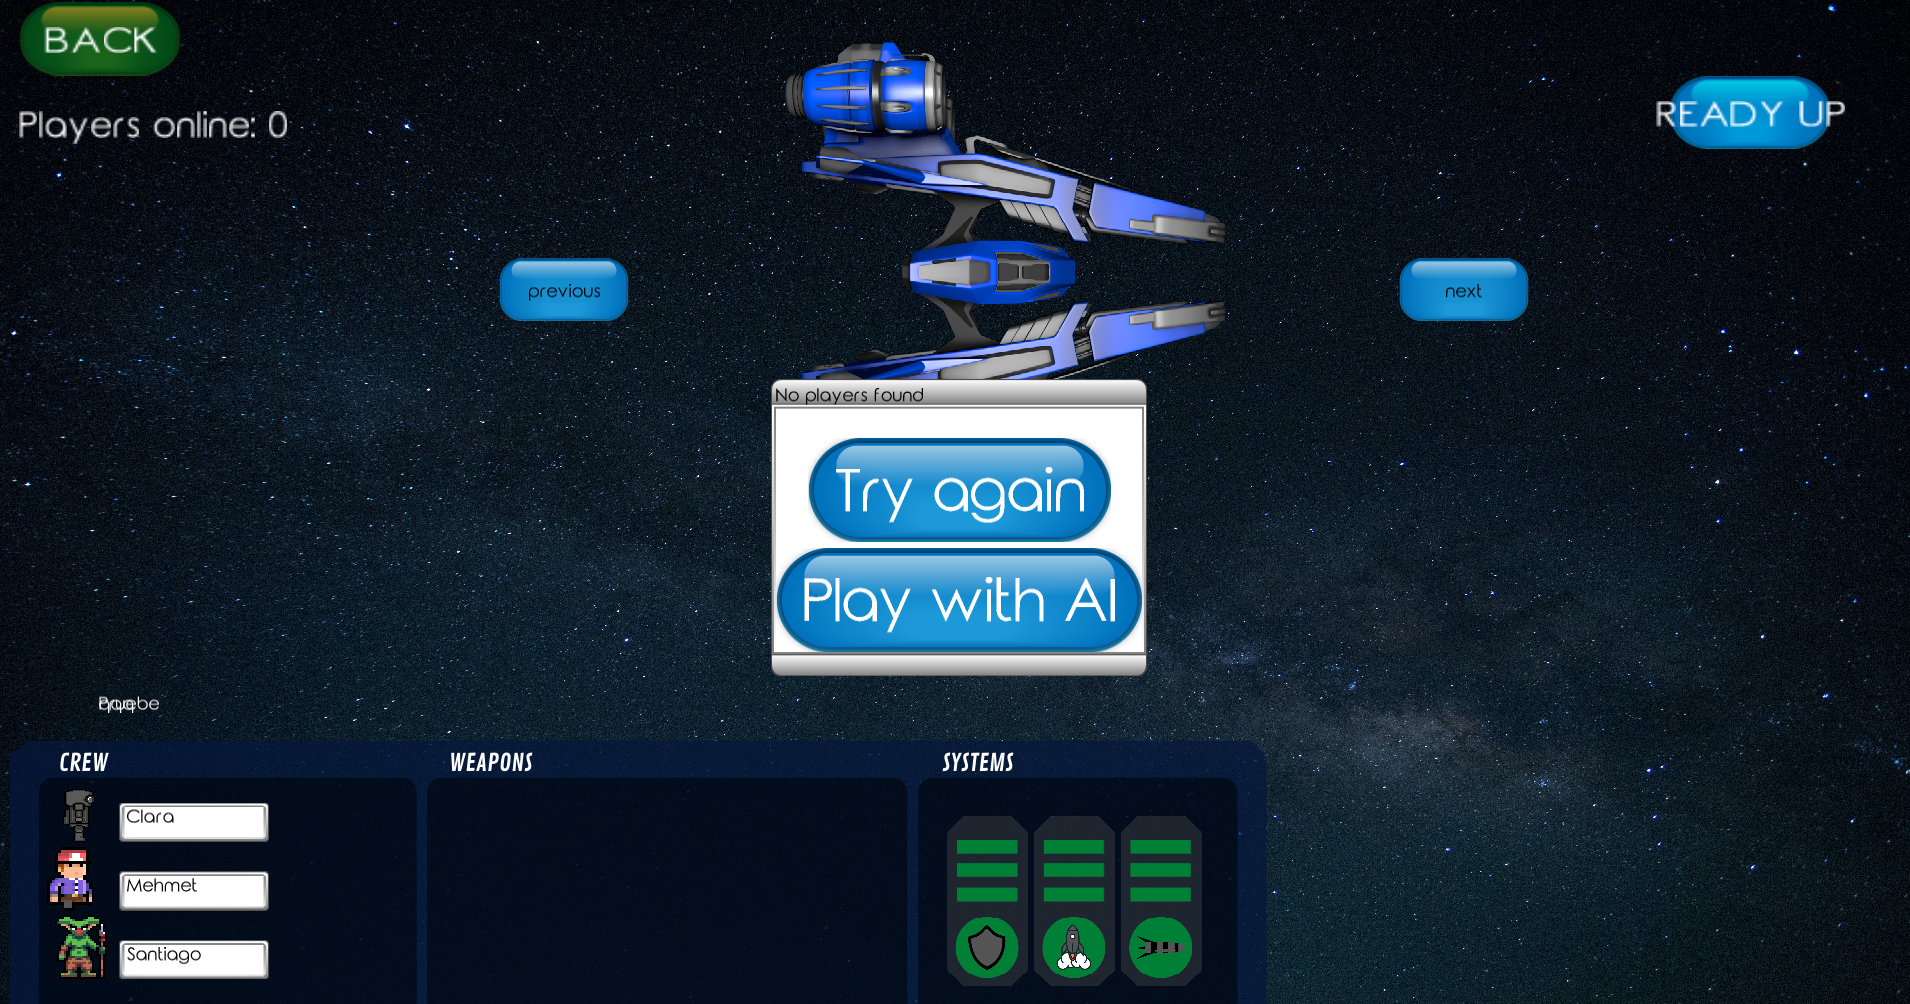 BACK
Players online: 0
READY UP
previous
next
No players found
Try again
Play with AI
CREW
WEAPONS
SYSTEMS
Clara
Mehmet
Santiago